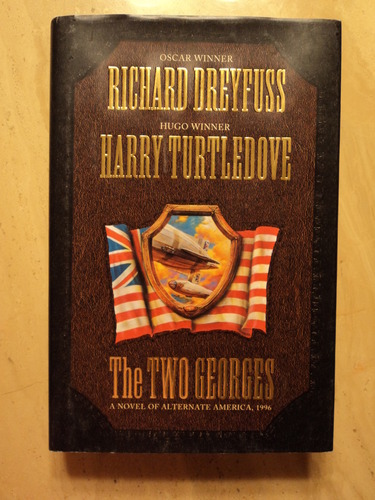 OSCAR WINNER
RICHARD DREYFUSS
HUGO WINNER
HARRY TURTLEDOVE
The TWO GEORGES
A NOVEL OF ALTERNATE AMERICA, 1996